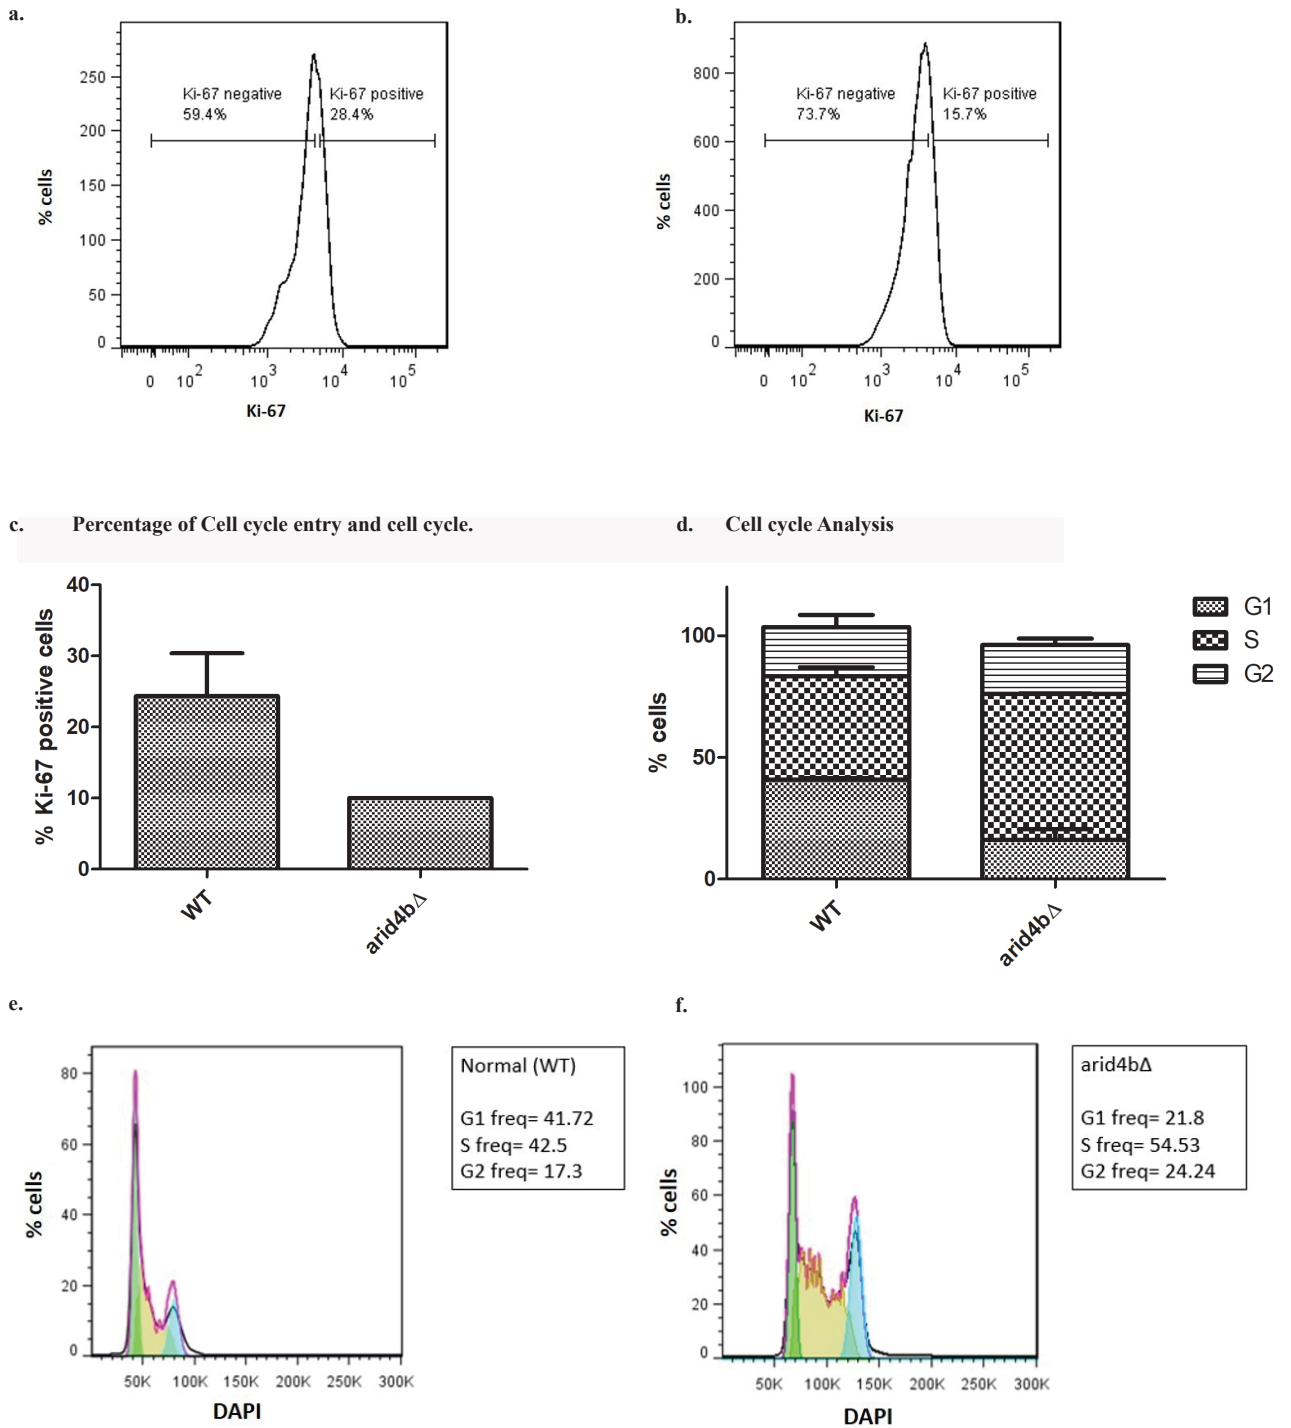 a.
Ki-67 negative
59.4%
Ki-67 positive
28.4%
250
200
150
100
50
0
% cells
0 10^2 10^3 10^4 10^5
Ki-67
b.
Ki-67 negative
73.7%
Ki-67 positive
15.7%
800
600
400
200
0
% cells
0 10^2 10^3 10^4 10^5
Ki-67
c. Percentage of Cell cycle entry and cell cycle.
40
30
20
10
0
% Ki-67 positive cells
WT
arid4bΔ
d. Cell cycle Analysis
100
50
0
% cells
WT
arid4bΔ
G1
S
G2
e.
80
60
40
20
0
% cells
50K 100K 150K 200K 250K 300K
DAPI
Normal (WT)
G1 freq= 41.72
S freq= 42.5
G2 freq= 17.3
f.
100
80
60
40
20
0
% cells
50K 100K 150K 200K 250K 300K
DAPI
arid4bΔ
G1 freq= 21.8
S freq= 54.53
G2 freq= 24.24